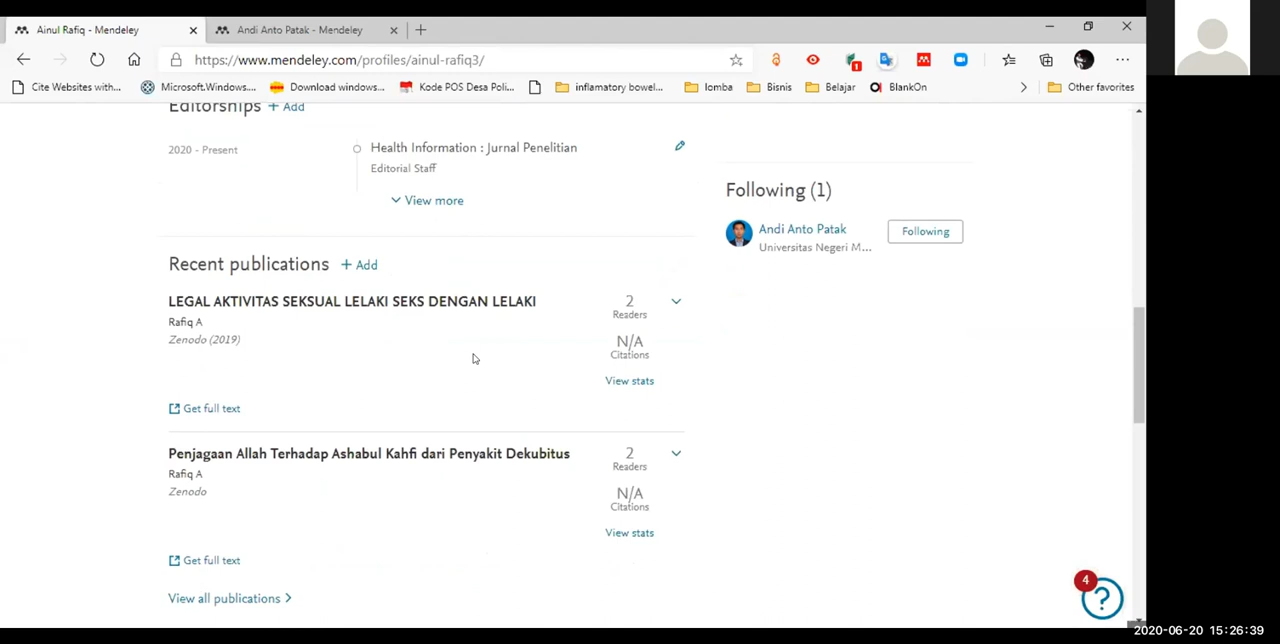 Ainul Rafiq - Mendeley
Andi Anto Patak - Mendeley
https://www.mendeley.com/profiles/ainul-rafiq3/
1
Cite Websites with...
Microsoft.Windows....
Download windows...
Kode POS Desa Poli...
inflamatory bowel...
lomba
Bisnis
Belajar
BlankOn
Other favorites
Editorships + Add
2020 - Present
Health Information : Jurnal Penelitian
Editorial Staff
View more
Following (1)
Andi Anto Patak
Universitas Negeri M...
Following
Recent publications + Add
LEGAL AKTIVITAS SEKSUAL LELAKI SEKS DENGAN LELAKI
Rafiq A
Zenodo (2019)
2
Readers
N/A
Citations
View stats
Get full text
Penjagaan Allah Terhadap Ashabul Kahfi dari Penyakit Dekubitus
Rafiq A
Zenodo
2
Readers
N/A
Citations
View stats
Get full text
View all publications
4
?
2020-06-20 15:26:39